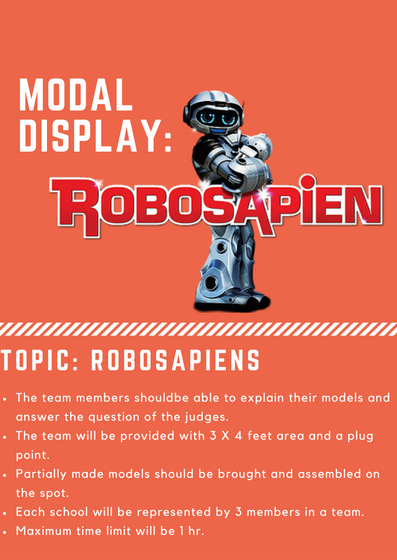 MODAL
DISPLAY:
ROBOSAPiEN
TOPIC: ROBOSAPIENS
• The team members shouldbe able to explain their models and
answer the question of the judges.
• The team will be provided with 3 X 4 feet area and a plug
point.
• Partially made models should be brought and assembled on
the spot.
• Each school will be represented by 3 members in a team.
• Maximum time limit will be 1 hr.